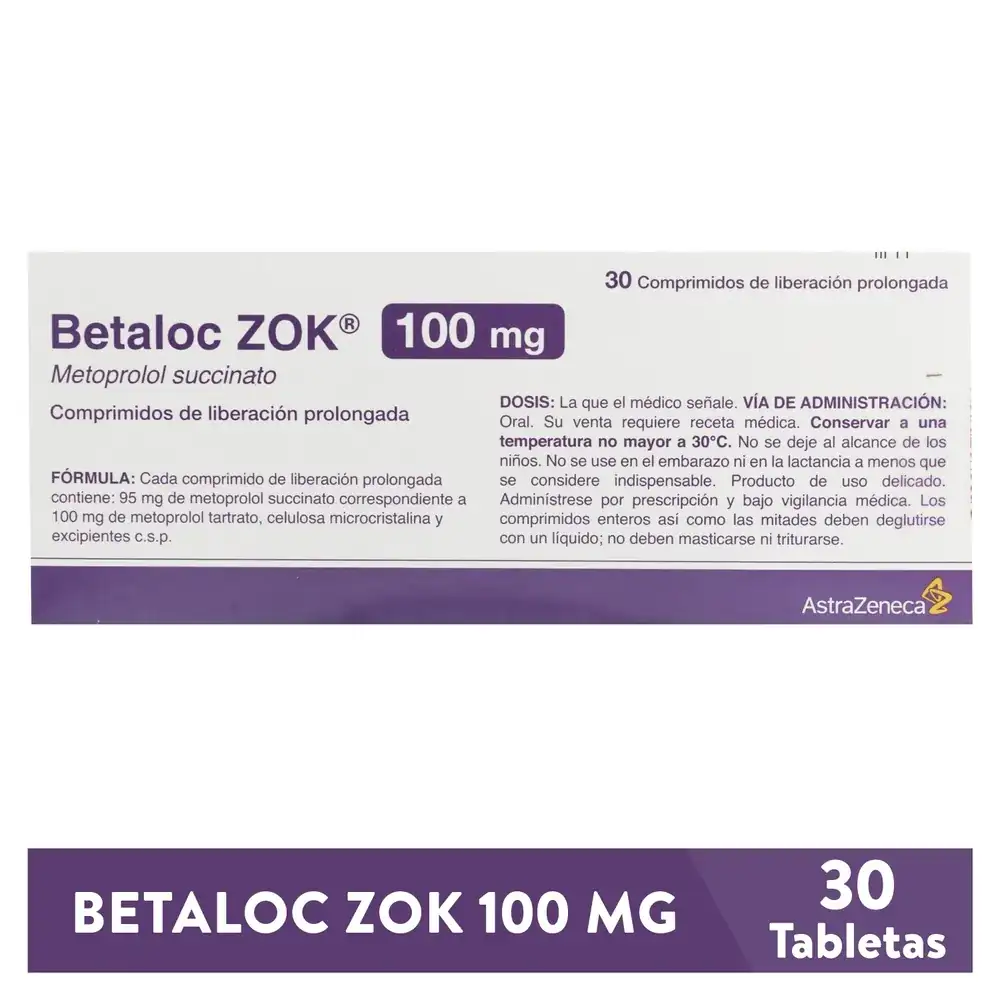 30 Comprimidos de liberación prolongada
Betaloc ZOK® 100 mg
Metoprolol succinato
Comprimidos de liberación prolongada
FÓRMULA: Cada comprimido de liberación prolongada
contiene: 95 mg de metoprolol succinato correspondiente a
100 mg de metoprolol tartrato, celulosa microcristalina y
excipientes c.s.p.
DOSIS: La que el médico señale. VÍA DE ADMINISTRACIÓN:
Oral. Su venta requiere receta médica. Conservar a una
temperatura no mayor a 30°C. No se deje al alcance de los
niños. No se use en el embarazo ni en la lactancia a menos que
se considere indispensable. Producto de uso delicado.
Adminístrese por prescripción y bajo vigilancia médica. Los
comprimidos enteros así como las mitades deben deglutirse
con un líquido; no deben masticarse ni triturarse.
AstraZeneca
BETALOC ZOK 100 MG
30
Tabletas